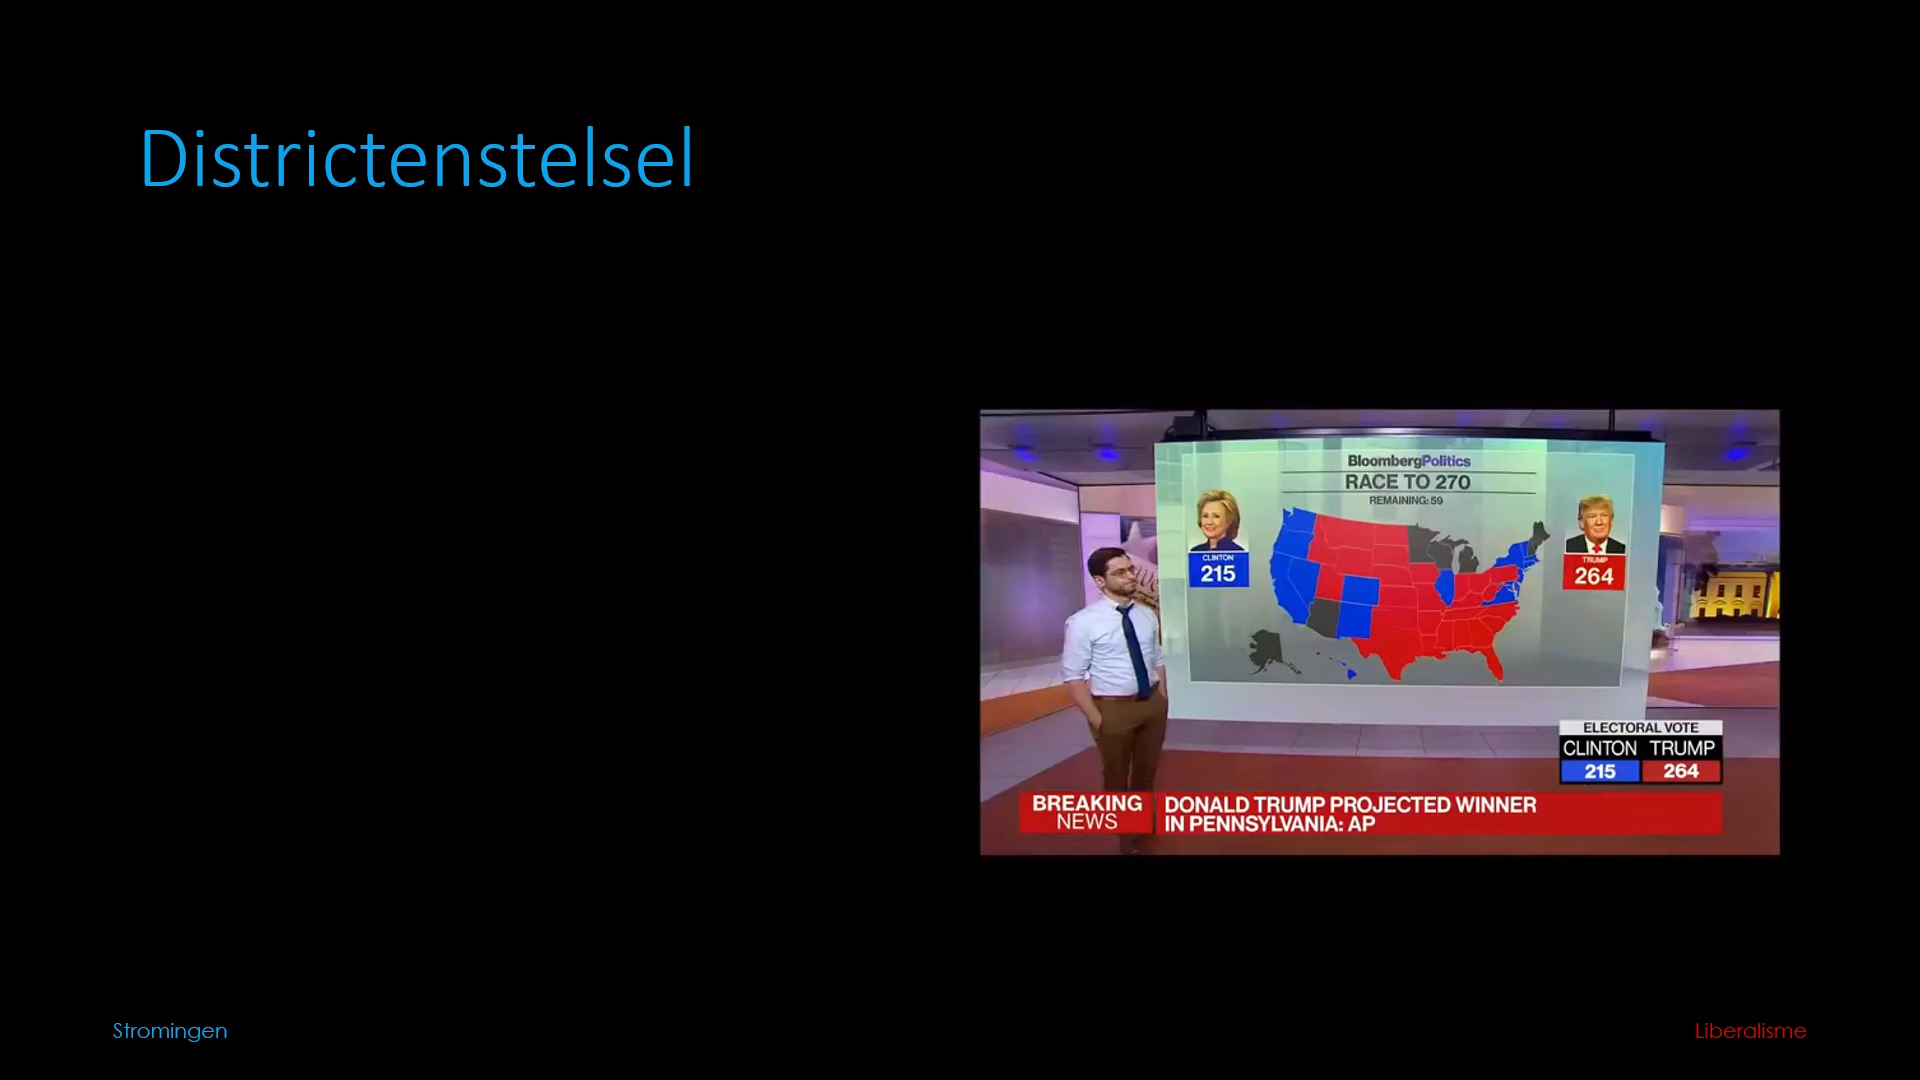 Districtenstelsel
BloombergPolitics
RACE TO 270
REMAINING: 59
CLINTON
215
TRUMP
264
ELECTORAL VOTE
CLINTON TRUMP
215 264
BREAKING
NEWS
DONALD TRUMP PROJECTED WINNER
IN PENNSYLVANIA: AP
Stromingen
Liberalisme